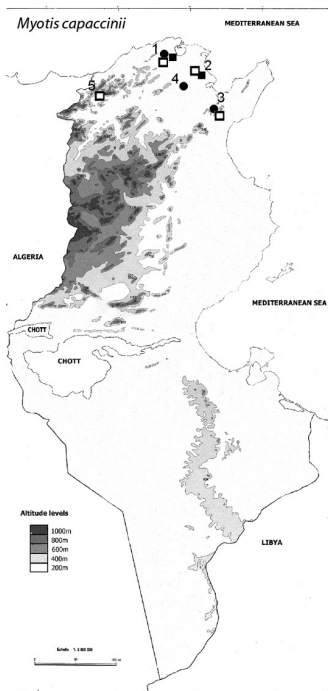 Myotis capaccinii
MEDITERRANEAN SEA
1
2
5
4
3
ALGERIA
MEDITERRANEAN SEA
CHOTT
CHOTT
Altitude levels
1000m
800m
600m
400m
200m
LIBYA